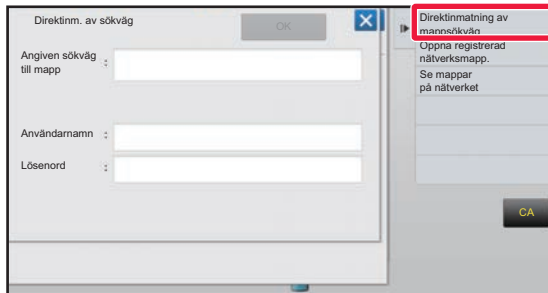 Direktinm. av sökväg
OK
Angiven sökväg
till mapp :
Användarnamn :
Lösenord :
Direktinmatning av
mappsökväg
Öppna registrerad
nätverksmapp.
Se mappar
på nätverket
CA